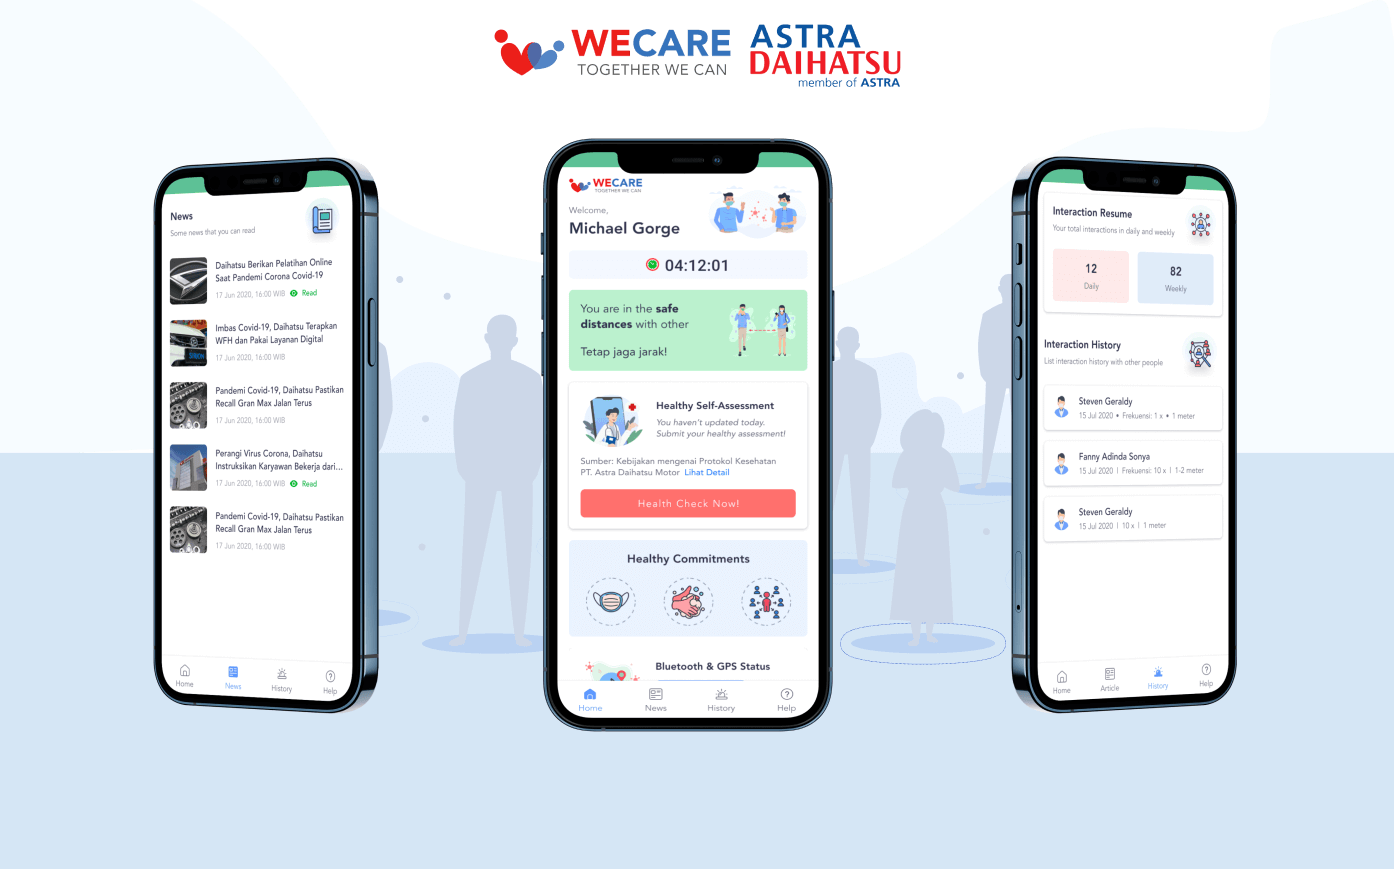 WECARE
TOGETHER WE CAN
ASTRA
DAIHATSU
member of ASTRA
News
Some news that you can read
Daihatsu Berikan Pelatihan Online
Saat Pandemi Corona Covid-19
17 Jun 2020, 16:00 WIB Read
Imbas Covid-19, Daihatsu Terapkan
WFH dan Pakai Layanan Digital
17 Jun 2020, 16:00 WIB
Pandemi Covid-19, Daihatsu Pastikan
Recall Gran Max Jalan Terus
17 Jun 2020, 16:00 WIB
Perangi Virus Corona, Daihatsu
Instruksikan Karyawan Bekerja dari...
17 Jun 2020, 16:00 WIB Read
Pandemi Covid-19, Daihatsu Pastikan
Recall Gran Max Jalan Terus
17 Jun 2020, 16:00 WIB
Home News History Help
WECARE
TOGETHER WE CAN
Welcome,
Michael Gorge
04:12:01
You are in the safe
distances with other
Tetap jaga jarak!
Healthy Self-Assessment
You haven't updated today.
Submit your healthy assessment!
Sumber: Kebijakan mengenai Protokol Kesehatan
PT. Astra Daihatsu Motor Lihat Detail
Health Check Now!
Healthy Commitments
Bluetooth & GPS Status
Home News History Help
Interaction Resume
Your total interactions in daily and weekly
12 82
Daily Weekly
Interaction History
List interaction history with other people
Steven Geraldy
15 Jul 2020 • Frekuensi: 1 x • 1 meter
Fanny Adinda Sonya
15 Jul 2020 | Frekuensi: 10 x | 1-2 meter
Steven Geraldy
15 Jul 2020 | 10 x | 1 meter
Home Article History Help